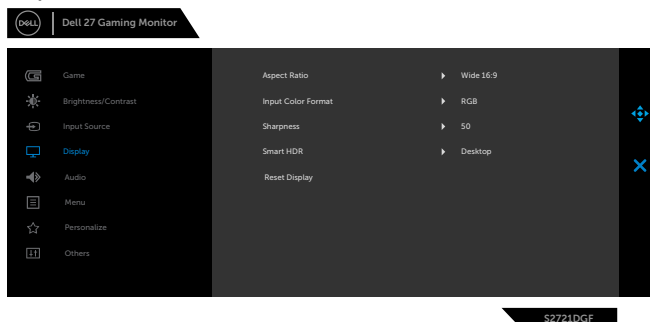 DELL
Dell 27 Gaming Monitor
Game
Aspect Ratio
Wide 16:9
Brightness/Contrast
Input Color Format
RGB
Input Source
Sharpness
50
Display
Smart HDR
Desktop
Audio
Reset Display
Menu
Personalize
Others
S2721DGF